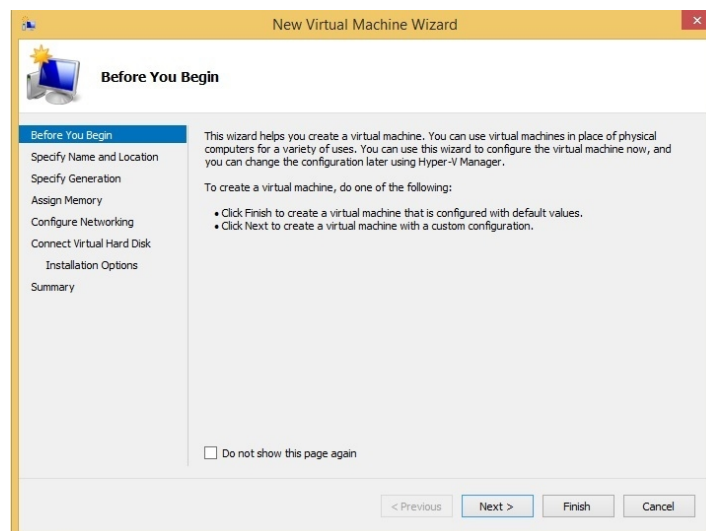 New Virtual Machine Wizard
Before You Begin
Before You Begin
Specify Name and Location
Specify Generation
Assign Memory
Configure Networking
Connect Virtual Hard Disk
Installation Options
Summary
This wizard helps you create a virtual machine. You can use virtual machines in place of physical
computers for a variety of uses. You can use this wizard to configure the virtual machine now, and
you can change the configuration later using Hyper-V Manager.
To create a virtual machine, do one of the following:
• Click Finish to create a virtual machine that is configured with default values.
• Click Next to create a virtual machine with a custom configuration.
Do not show this page again
< Previous
Next >
Finish
Cancel